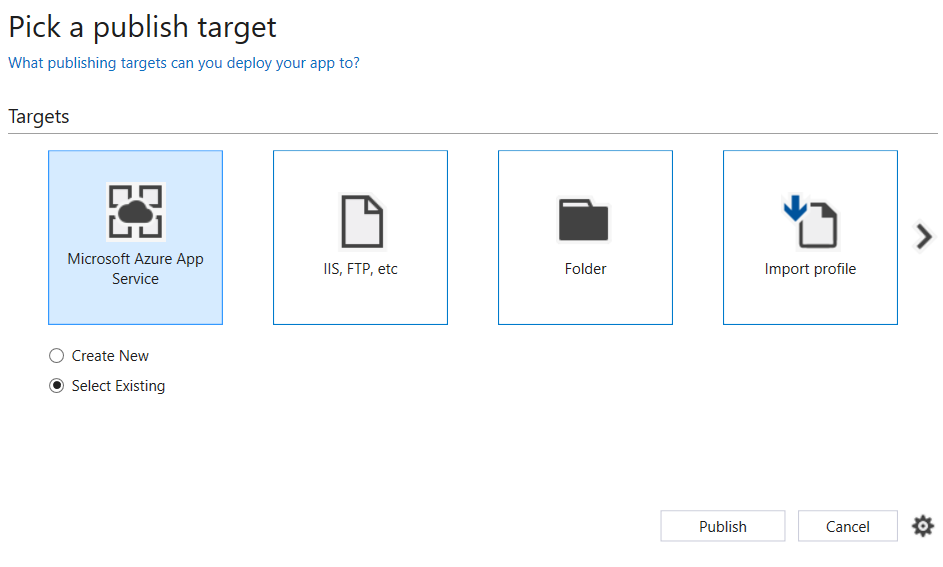 Pick a publish target
What publishing targets can you deploy your app to?
Targets
Microsoft Azure App
Service
IIS, FTP, etc
Folder
Import profile
Create New
Select Existing
Publish
Cancel